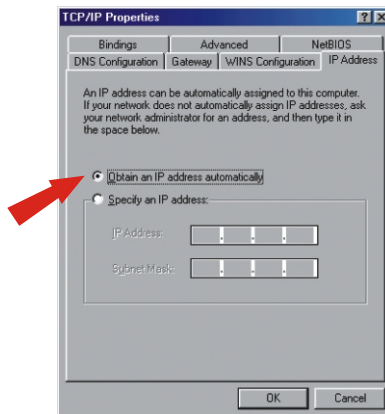 TCP/IP Properties
Bindings Advanced NetBIOS
DNS Configuration Gateway WINS Configuration IP Address
An IP address can be automatically assigned to this computer.
If your network does not automatically assign IP addresses, ask
your network administrator for an address, and then type it in
the space below.
Obtain an IP address automatically
Specify an IP address:
IP Address:
Subnet Mask:
OK Cancel